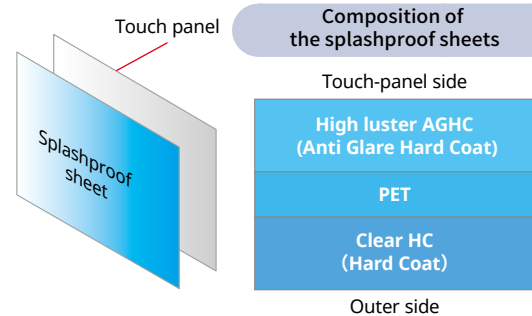 Touch panel
Splashproof
sheet
Composition of
the splashproof sheets
Touch-panel side
High luster AGHC
(Anti Glare Hard Coat)
PET
Clear HC
（Hard Coat）
Outer side